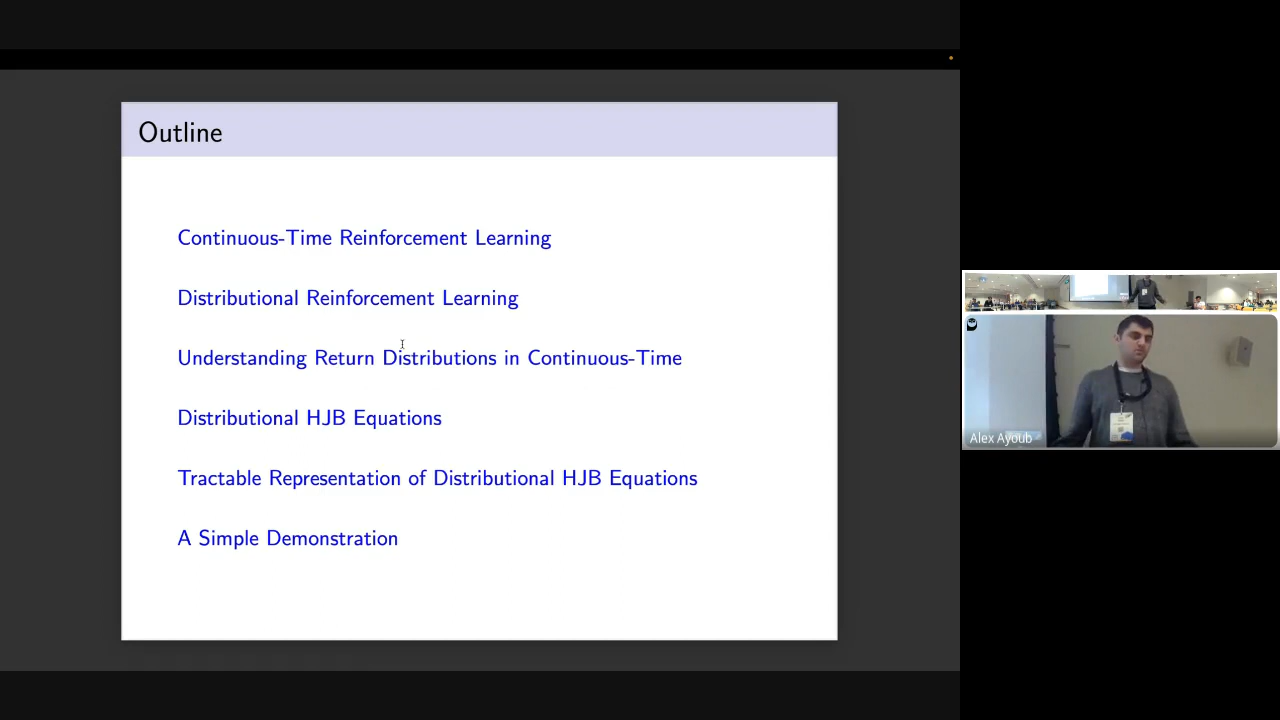 Outline
Continuous-Time Reinforcement Learning
Distributional Reinforcement Learning
Understanding Return Distributions in Continuous-Time
Distributional HJB Equations
Tractable Representation of Distributional HJB Equations
A Simple Demonstration
Alex Ayoub